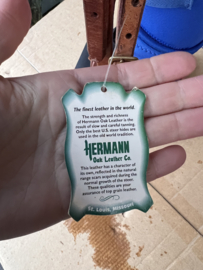 The finest leather in the world.
The strength and richness
of Hermann Oak Leather is the
result of slow and careful tanning.
Only the best U.S. steer hides are
used in the old world tradition.
HERMANN
Oak Leather Co.
This leather has a character of
its own, reflected in the natural
range scars acquired during the
normal growth of the steer.
These qualities are your
assurance of top grain leather.
St. Louis, Missouri